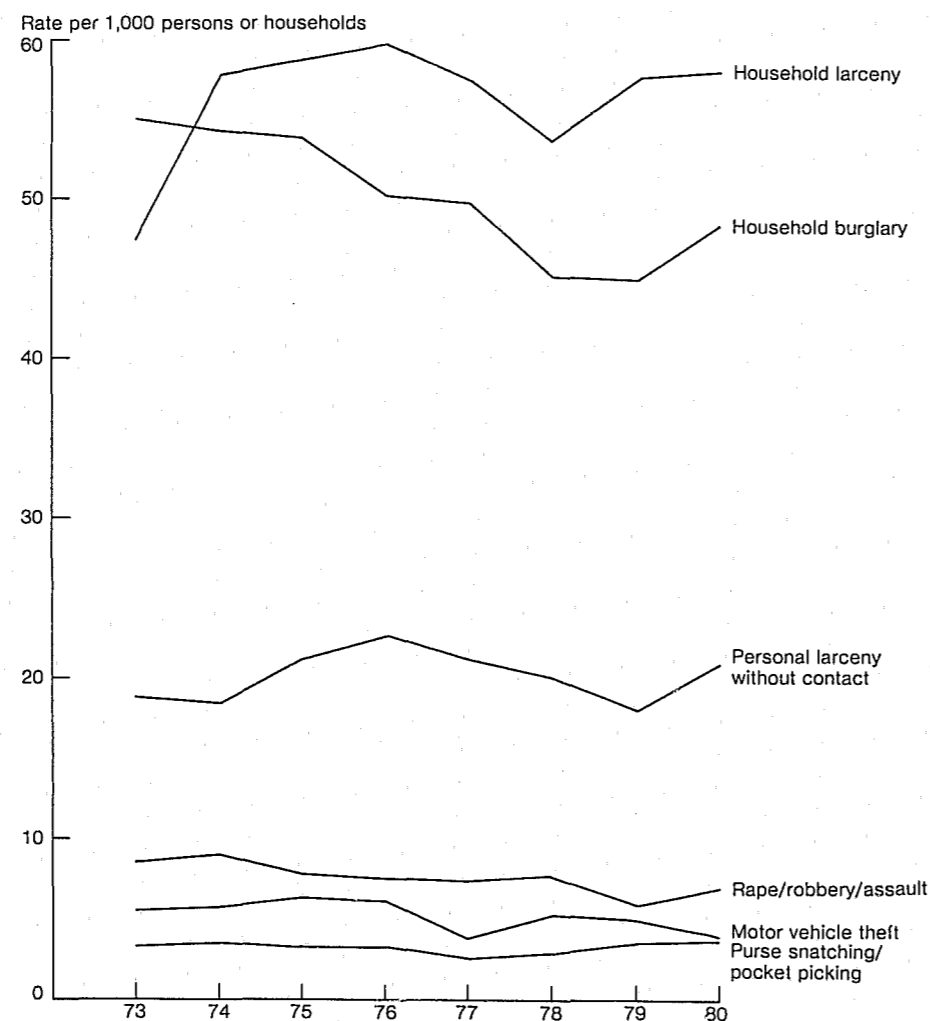 Rate per 1,000 persons or households
60
Household larceny
Household burglary
50
40
30
Personal larceny
without contact
20
10
Rape/robbery/assault
Motor vehicle theft
Purse snatching/
pocket picking
0
73 74 75 76 77 78 79 80